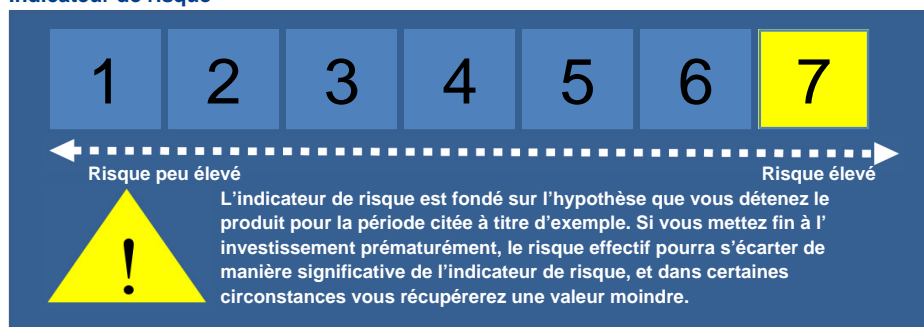 Indicateur de risque
1 2 3 4 5 6 7
Risque peu élevé Risque élevé
L'indicateur de risque est fondé sur l'hypothèse que vous détenez le
produit pour la période citée à titre d'exemple. Si vous mettez fin à l'
investissement prématurément, le risque effectif pourra s'écarter de
manière significative de l'indicateur de risque, et dans certaines
circonstances vous récupérerez une valeur moindre.
!